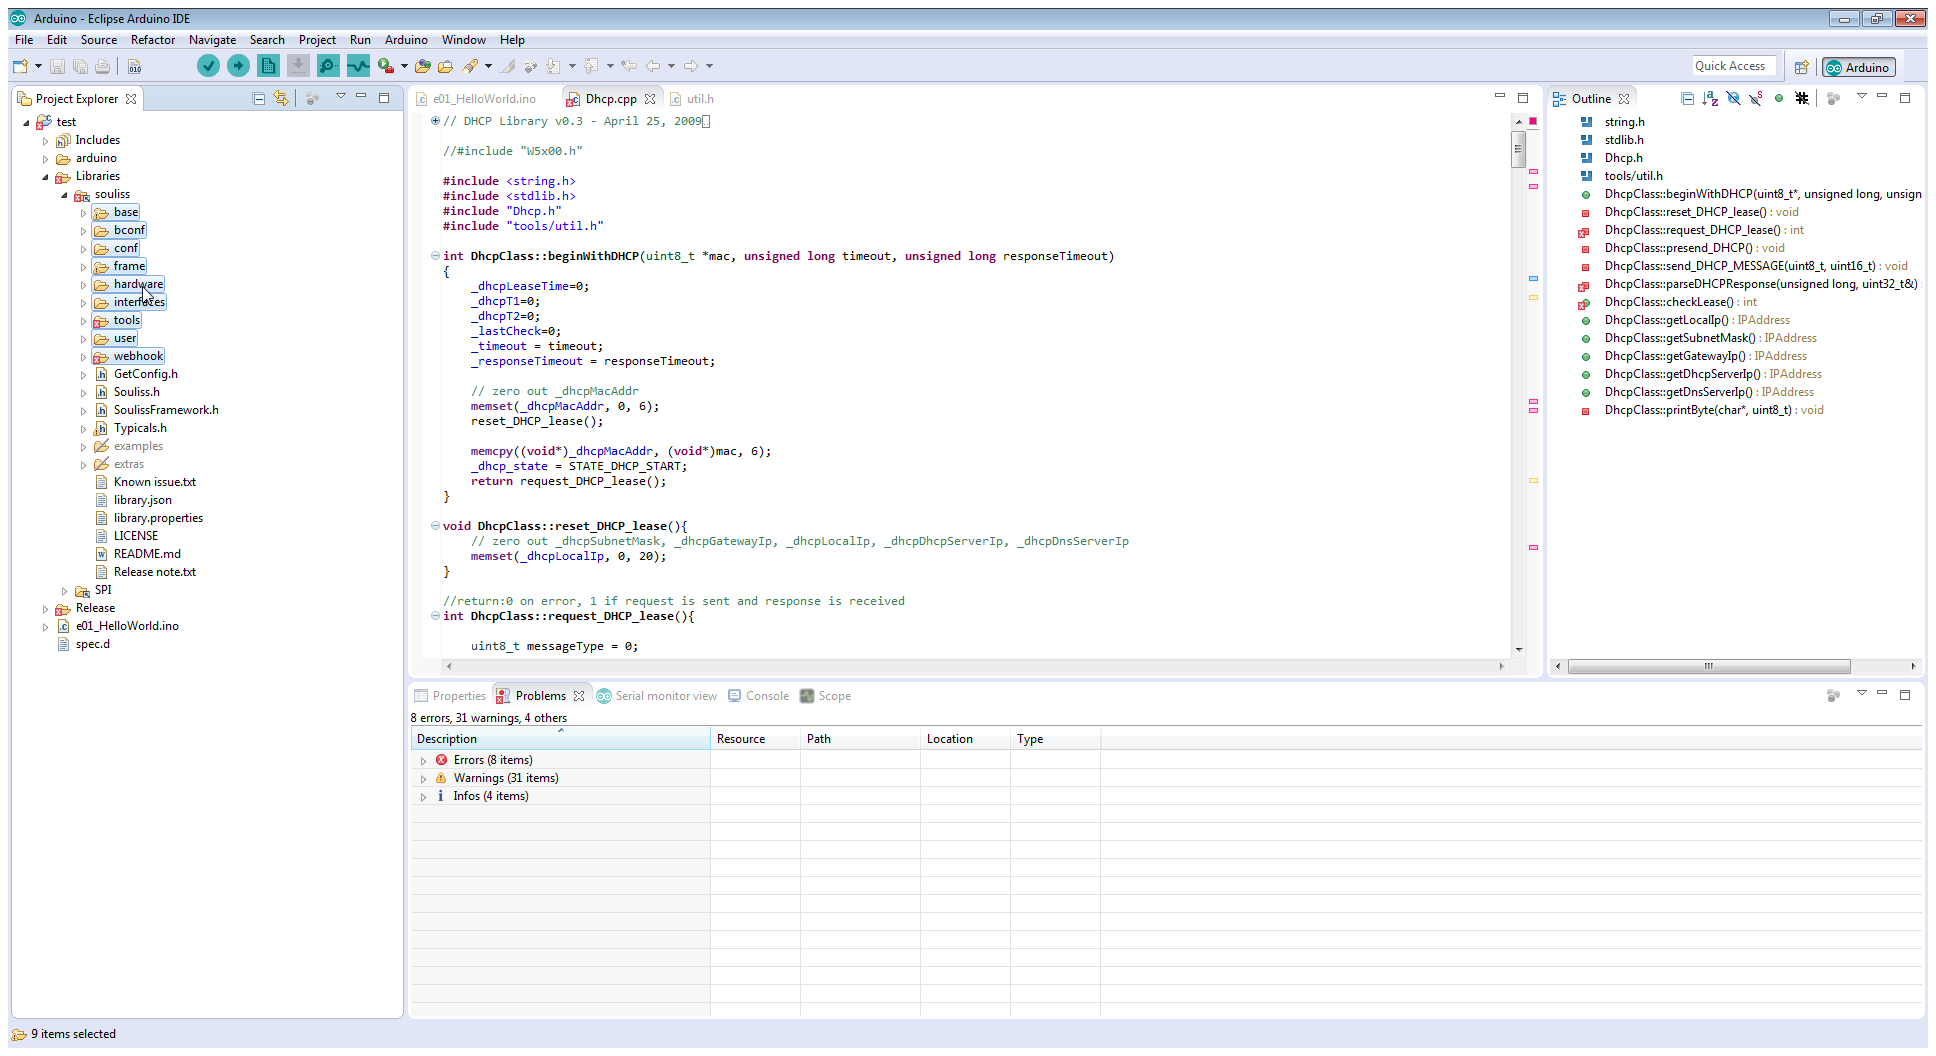 Arduino - Eclipse Arduino IDE
File Edit Source Refactor Navigate Search Project Run Arduino Window Help
010
Quick Access
Arduino
Project Explorer
test
Includes
arduino
Libraries
souliss
base
bconf
conf
frame
hardware
interfaces
tools
user
webhook
GetConfig.h
Souliss.h
SoulissFramework.h
Typicals.h
examples
extras
Known issue.txt
library.json
library.properties
LICENSE
README.md
Release note.txt
SPI
Release
e01_HelloWorld.ino
spec.d
e01_HelloWorld.ino Dhcp.cpp util.h
// DHCP Library v0.3 - April 25, 2009
//#include "W5x00.h"
#include <string.h>
#include <stdlib.h>
#include "Dhcp.h"
#include "tools/util.h"
int DhcpClass::beginWithDHCP(uint8_t *mac, unsigned long timeout, unsigned long responseTimeout)
{
_dhcpLeaseTime=0;
_dhcpT1=0;
_dhcpT2=0;
_lastCheck=0;
_timeout = timeout;
_responseTimeout = responseTimeout;
// zero out _dhcpMacAddr
memset(_dhcpMacAddr, 0, 6);
reset_DHCP_lease();
memcpy((void*)_dhcpMacAddr, (void*)mac, 6);
_dhcp_state = STATE_DHCP_START;
return request_DHCP_lease();
}
void DhcpClass::reset_DHCP_lease(){
// zero out _dhcpSubnetMask, _dhcpGatewayIp, _dhcpLocalIp, _dhcpDhcpServerIp, _dhcpDnsServerIp
memset(_dhcpLocalIp, 0, 20);
}
//return:0 on error, 1 if request is sent and response is received
int DhcpClass::request_DHCP_lease(){
uint8_t messageType = 0;
Outline
string.h
stdlib.h
Dhcp.h
tools/util.h
DhcpClass::beginWithDHCP(uint8_t*, unsigned long, unsign
DhcpClass::reset_DHCP_lease() : void
DhcpClass::request_DHCP_lease() : int
DhcpClass::presend_DHCP() : void
DhcpClass::send_DHCP_MESSAGE(uint8_t, uint16_t) : void
DhcpClass::parseDHCPResponse(unsigned long, uint32_t&) :
DhcpClass::checkLease() : int
DhcpClass::getLocalIp() : IPAddress
DhcpClass::getSubnetMask() : IPAddress
DhcpClass::getGatewayIp() : IPAddress
DhcpClass::getDhcpServerIp() : IPAddress
DhcpClass::getDnsServerIp() : IPAddress
DhcpClass::printByte(char*, uint8_t) : void
Properties Problems Serial monitor view Console Scope
8 errors, 31 warnings, 4 others
Description Resource Path Location Type
Errors (8 items)
Warnings (31 items)
Infos (4 items)
9 items selected